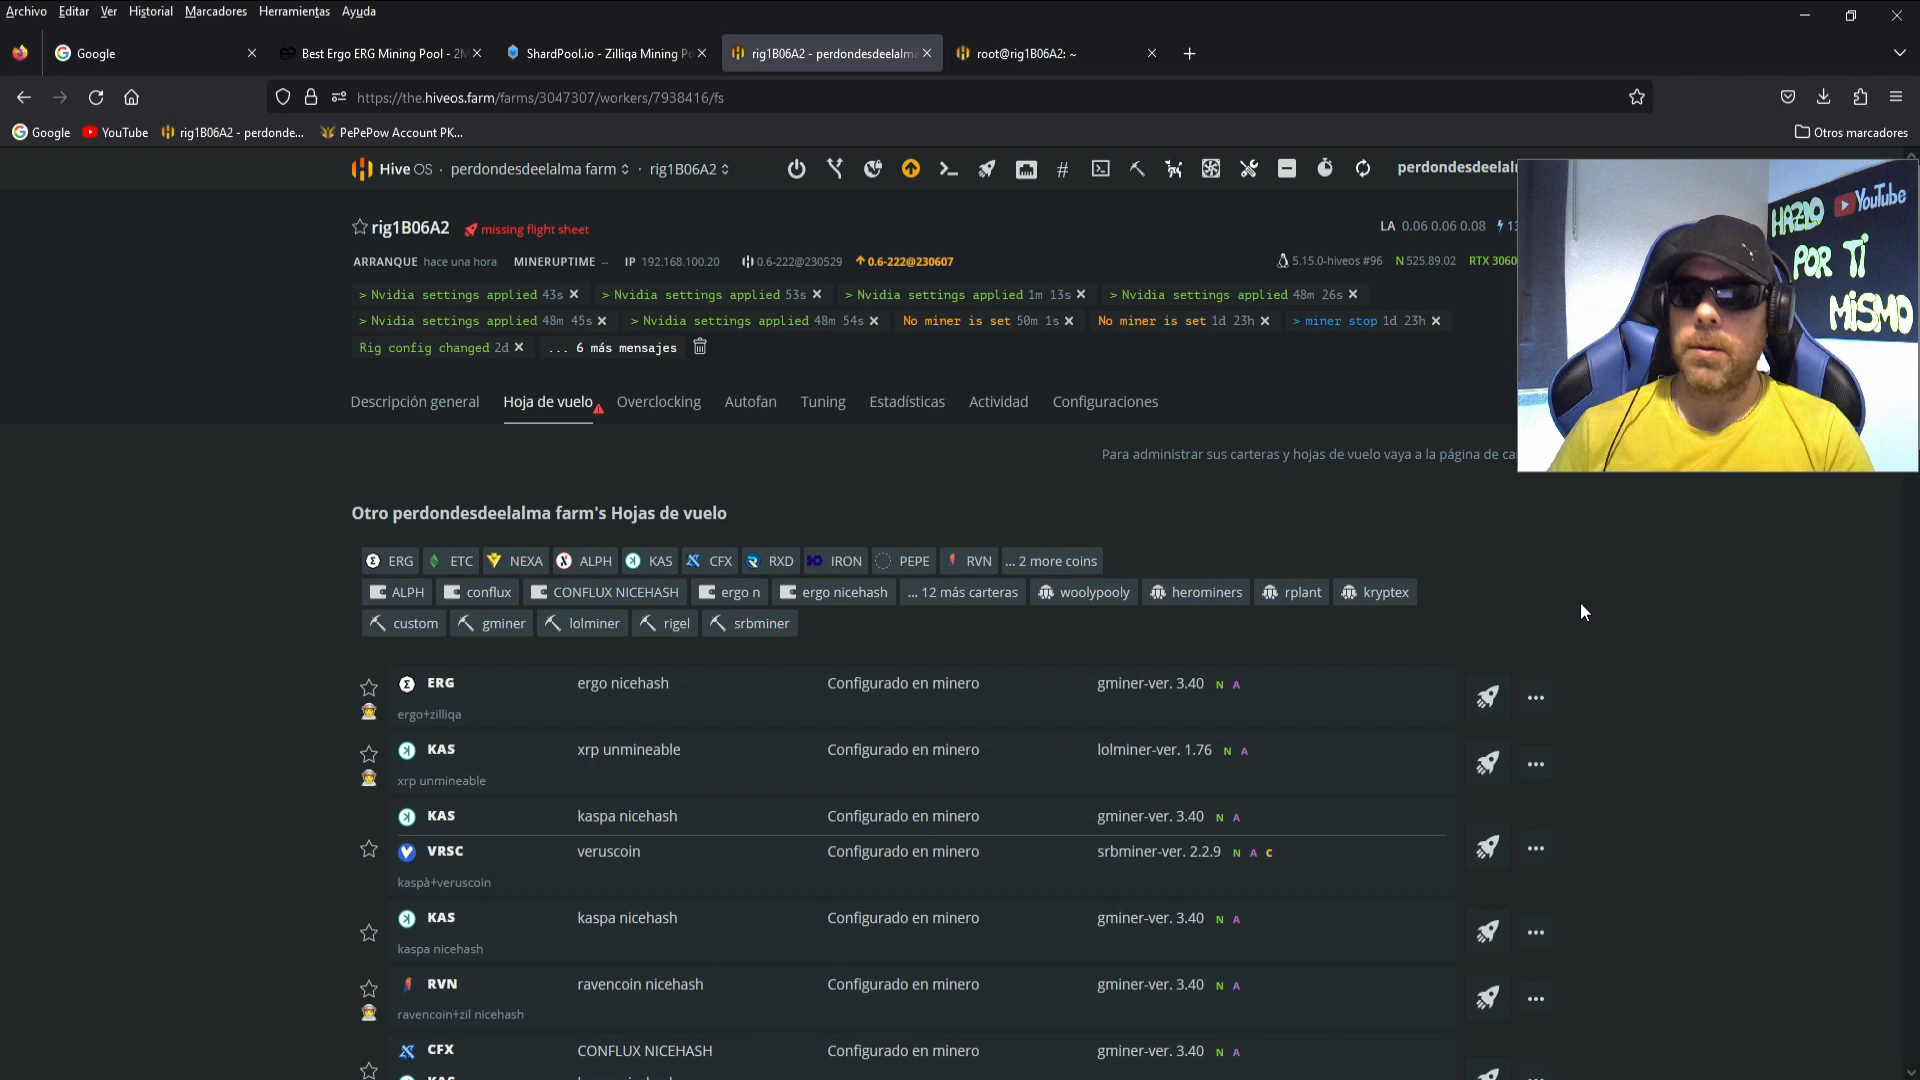 Archivo Editar Ver Historial Marcadores Herramientas Ayuda
Google
Best Ergo ERG Mining Pool - 2M
ShardPool.io - Zilliqa Mining Po
rig1B06A2 - perdondesdeelalma
root@rig1B06A2: ~
https://the.hiveos.farm/farms/3047307/workers/7938416/fs
Google YouTube rig1B06A2 - perdonde... PePePow Account PK... Otros marcadores
Hive OS · perdondesdeelalma farm · rig1B06A2 perdondesdeelal
rig1B06A2 missing flight sheet LA 0.06 0.06 0.08 13
ARRANQUE hace una hora MINERUPTIME -- IP 192.168.100.20 0.6-222@230529 0.6-222@230607 5.15.0-hiveos #96 N 525.89.02 RTX 3060
> Nvidia settings applied 43s > Nvidia settings applied 53s > Nvidia settings applied 1m 13s > Nvidia settings applied 48m 26s
> Nvidia settings applied 48m 45s > Nvidia settings applied 48m 54s No miner is set 50m 1s No miner is set 1d 23h > miner stop 1d 23h
Rig config changed 2d ... 6 más mensajes
Descripción general Hoja de vuelo Overclocking Autofan Tuning Estadísticas Actividad Configuraciones
Para administrar sus carteras y hojas de vuelo vaya a la página de ca
Otro perdondesdeelalma farm's Hojas de vuelo
ERG ETC NEXA ALPH KAS CFX RXD IRON PEPE RVN ... 2 more coins
ALPH conflux CONFLUX NICEHASH ergo n ergo nicehash ... 12 más carteras woolypooly herominers rplant kryptex
custom gminer lolminer rigel srbminer
ERG ergo nicehash Configurado en minero gminer-ver. 3.40 N A
ergo+zilliqa
KAS xrp unmineable Configurado en minero lolminer-ver. 1.76 N A
xrp unmineable
KAS kaspa nicehash Configurado en minero gminer-ver. 3.40 N A
VRSC veruscoin Configurado en minero srbminer-ver. 2.2.9 N A C
kaspà+veruscoin
KAS kaspa nicehash Configurado en minero gminer-ver. 3.40 N A
kaspa nicehash
RVN ravencoin nicehash Configurado en minero gminer-ver. 3.40 N A
ravencoin+zil nicehash
CFX CONFLUX NICEHASH Configurado en minero gminer-ver. 3.40 N A
HAZLO YouTube
POR TÍ
MiSMO